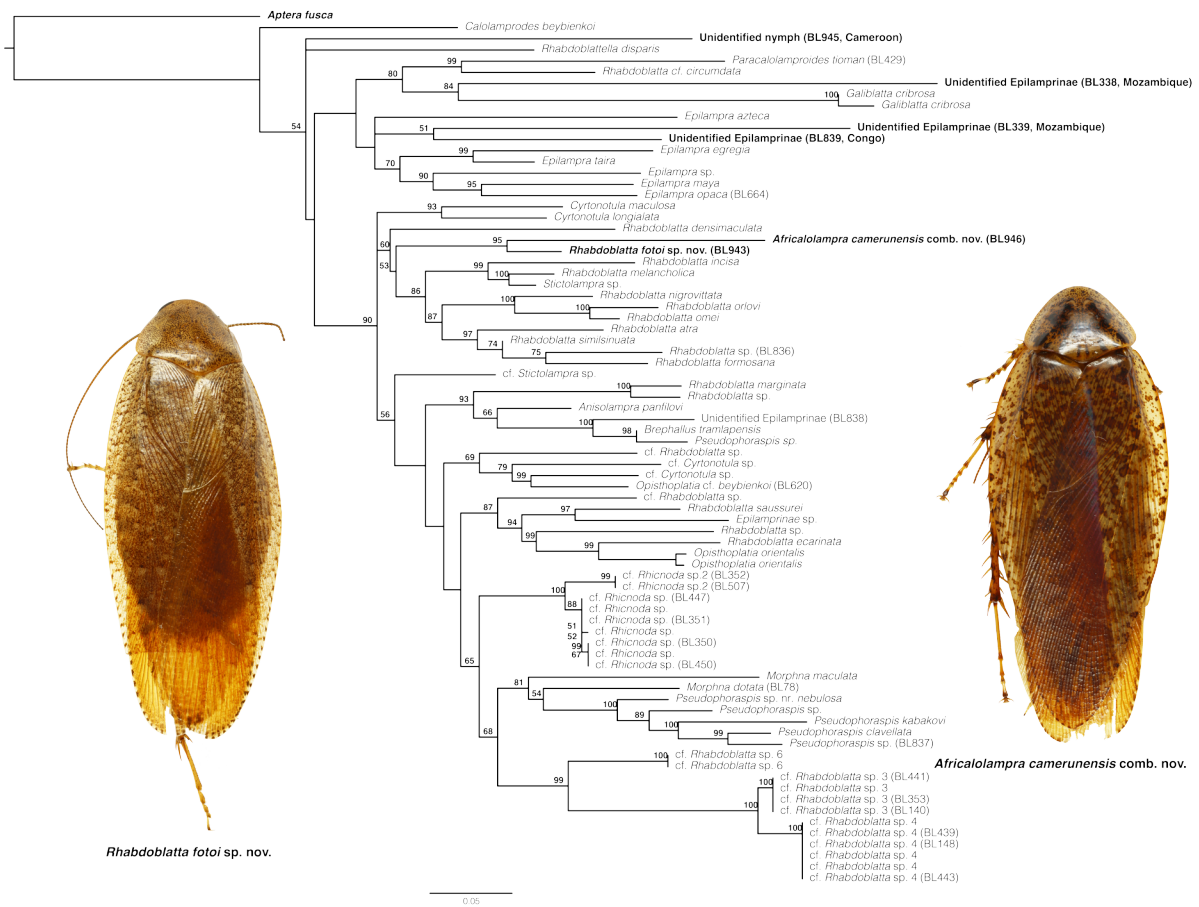 Aptera fusca
Calolamprodes beybienkoi
Unidentified nymph (BL945, Cameroon)
54
Rhabdoblattella disparis
99
Paracalolamproides tioman (BL429)
80
Rhabdoblatta cf. circumdata
84
Unidentified Epilamprinae (BL338, Mozambique)
100
Galiblatta cribrosa
Galiblatta cribrosa
Epilampra azteca
51
Unidentified Epilamprinae (BL339, Mozambique)
Unidentified Epilamprinae (BL839, Congo)
99
Epilampra egregia
70
Epilampra taira
90
Epilampra sp.
95
Epilampra maya
Epilampra opaca (BL664)
93
Cyrtonotula maculosa
Cyrtonotula longialata
60
Rhabdoblatta densimaculata
95
Africalolampra camerunensis comb. nov. (BL946)
53
Rhabdoblatta fotoi sp. nov. (BL943)
99
Rhabdoblatta incisa
100
Rhabdoblatta melancholica
86
Stictolampra sp.
100
Rhabdoblatta nigrovittata
87
100
Rhabdoblatta orlovi
Rhabdoblatta omei
90
97
Rhabdoblatta atra
74
Rhabdoblatta similsinuata
75
Rhabdoblatta sp. (BL836)
Rhabdoblatta formosana
cf. Stictolampra sp.
56
93
100
Rhabdoblatta marginata
Rhabdoblatta sp.
66
Anisolampra panfilovi
100
Unidentified Epilamprinae (BL838)
98
Brephallus tramlapensis
Pseudophoraspis sp.
69
cf. Rhabdoblatta sp.
79
cf. Cyrtonotula sp.
99
cf. Cyrtonotula sp.
Opisthoplatia cf. beybienkoi (BL620)
87
cf. Rhabdoblatta sp.
97
Rhabdoblatta saussurei
94
Epilamprinae sp.
99
Rhabdoblatta sp.
99
Rhabdoblatta ecarinata
Opisthoplatia orientalis
Opisthoplatia orientalis
99
cf. Rhicnoda sp.2 (BL352)
100
cf. Rhicnoda sp.2 (BL507)
88
cf. Rhicnoda sp. (BL447)
cf. Rhicnoda sp.
51
cf. Rhicnoda sp. (BL351)
52
cf. Rhicnoda sp.
99
cf. Rhicnoda sp. (BL350)
67
cf. Rhicnoda sp.
cf. Rhicnoda sp. (BL450)
65
81
Morphna maculata
54
Morphna dotata (BL78)
100
Pseudophoraspis sp. nr. nebulosa
89
Pseudophoraspis sp.
100
Pseudophoraspis kabakovi
68
99
Pseudophoraspis clavellata
Pseudophoraspis sp. (BL837)
100
cf. Rhabdoblatta sp. 6
cf. Rhabdoblatta sp. 6
99
100
cf. Rhabdoblatta sp. 3 (BL441)
cf. Rhabdoblatta sp. 3
100
cf. Rhabdoblatta sp. 3 (BL353)
cf. Rhabdoblatta sp. 3 (BL140)
100
cf. Rhabdoblatta sp. 4
cf. Rhabdoblatta sp. 4 (BL439)
cf. Rhabdoblatta sp. 4 (BL148)
cf. Rhabdoblatta sp. 4
cf. Rhabdoblatta sp. 4
cf. Rhabdoblatta sp. 4 (BL443)
Africalolampra camerunensis comb. nov.
Rhabdoblatta fotoi sp. nov.
0.05